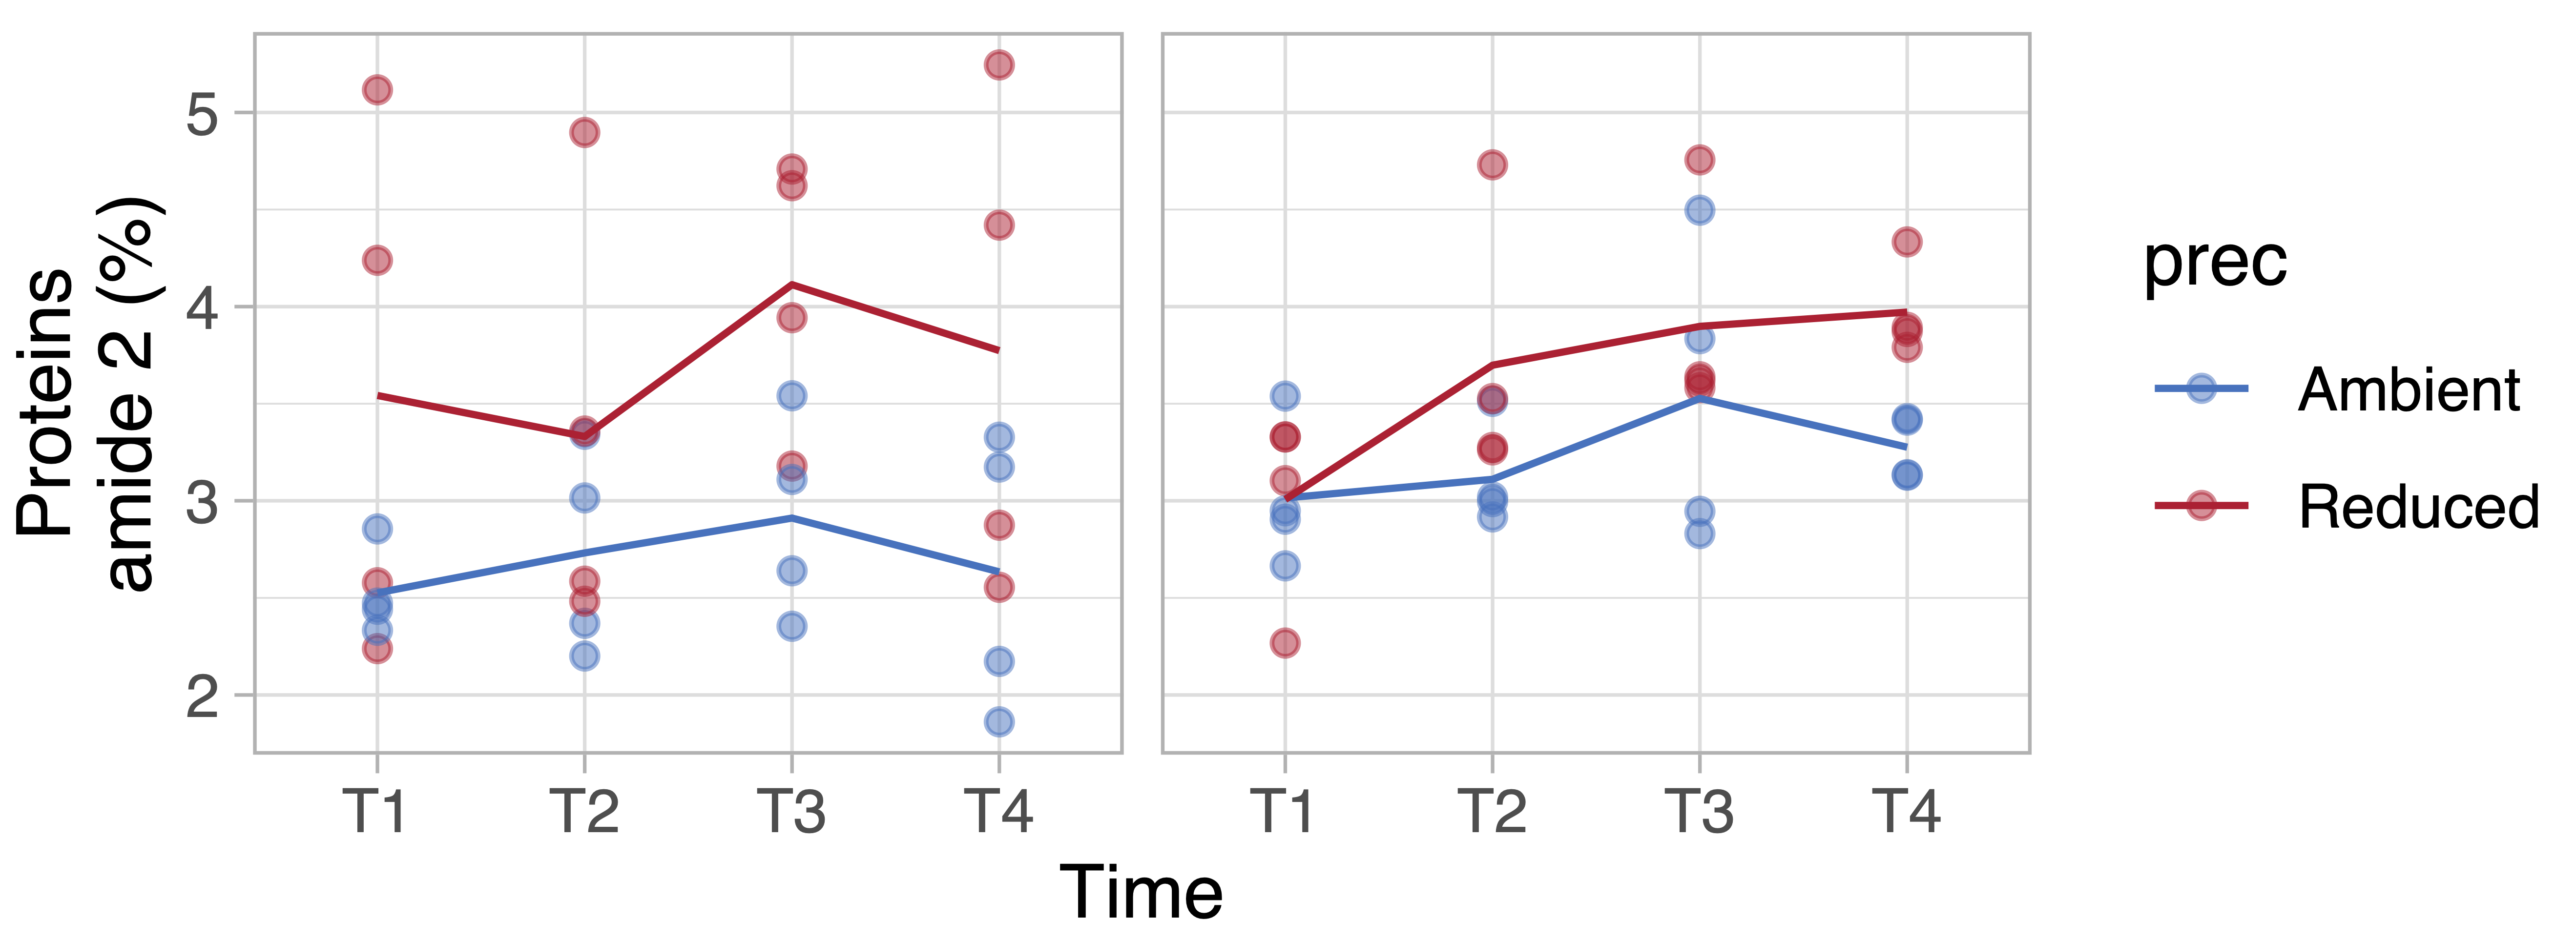 Proteins
amide 2 (%)
5
4
3
2
T1 T2 T3 T4
T1 T2 T3 T4
Time
prec
Ambient
Reduced